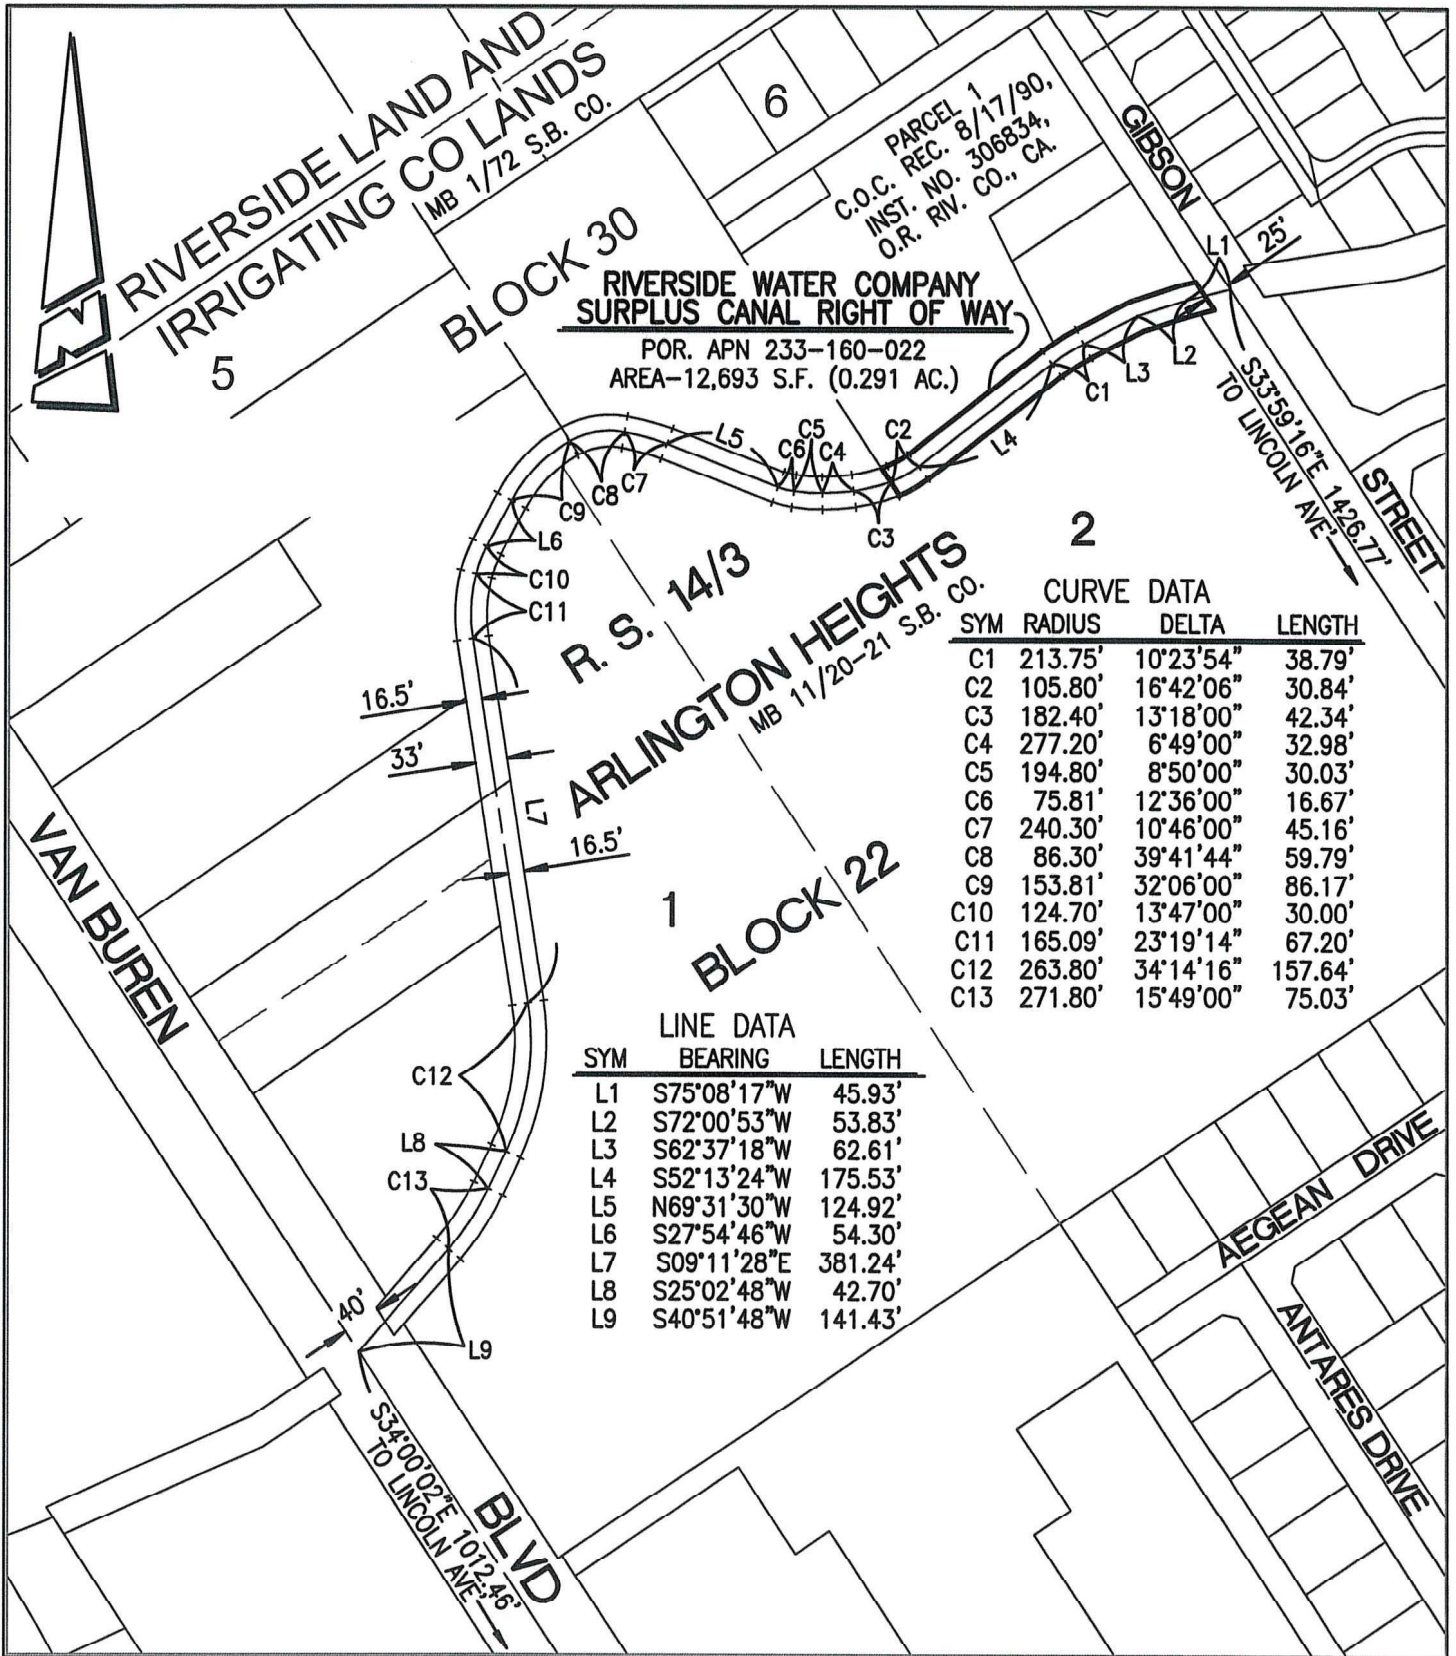 RIVERSIDE LAND AND
IRRIGATING CO LANDS
MB 1/72 S.B. CO.
5
BLOCK 30
6
PARCEL 1
C.O.C. REC. 8/17/90,
INST. NO. 306834,
O.R. RIV. CO., CA.
GIBSON
STREET
L1
25'
N
RIVERSIDE WATER COMPANY
SURPLUS CANAL RIGHT OF WAY
POR. APN 233-160-022
AREA-12,693 S.F. (0.291 AC.)
L2
L3
C1
L4
C2
C3
C4
C5
C6
L5
C7
C8
C9
L6
C10
C11
S33°59'16"E 1426.77'
TO LINCOLN AVE
2
R. S. 14/3
ARLINGTON HEIGHTS
MB 11/20-21 S.B. CO.
16.5'
33'
L7
16.5'
1
BLOCK 22
CURVE DATA
SYM RADIUS DELTA LENGTH
C1 213.75' 10°23'54" 38.79'
C2 105.80' 16°42'06" 30.84'
C3 182.40' 13°18'00" 42.34'
C4 277.20' 6°49'00" 32.98'
C5 194.80' 8°50'00" 30.03'
C6 75.81' 12°36'00" 16.67'
C7 240.30' 10°46'00" 45.16'
C8 86.30' 39°41'44" 59.79'
C9 153.81' 32°06'00" 86.17'
C10 124.70' 13°47'00" 30.00'
C11 165.09' 23°19'14" 67.20'
C12 263.80' 34°14'16" 157.64'
C13 271.80' 15°49'00" 75.03'
LINE DATA
SYM BEARING LENGTH
L1 S75°08'17"W 45.93'
L2 S72°00'53"W 53.83'
L3 S62°37'18"W 62.61'
L4 S52°13'24"W 175.53'
L5 N69°31'30"W 124.92'
L6 S27°54'46"W 54.30'
L7 S09°11'28"E 381.24'
L8 S25°02'48"W 42.70'
L9 S40°51'48"W 141.43'
VAN BUREN
BLVD
C12
L8
C13
40'
L9
S34°00'02"E 1012.46'
TO LINCOLN AVE
AEGEAN DRIVE
ANTARES DRIVE